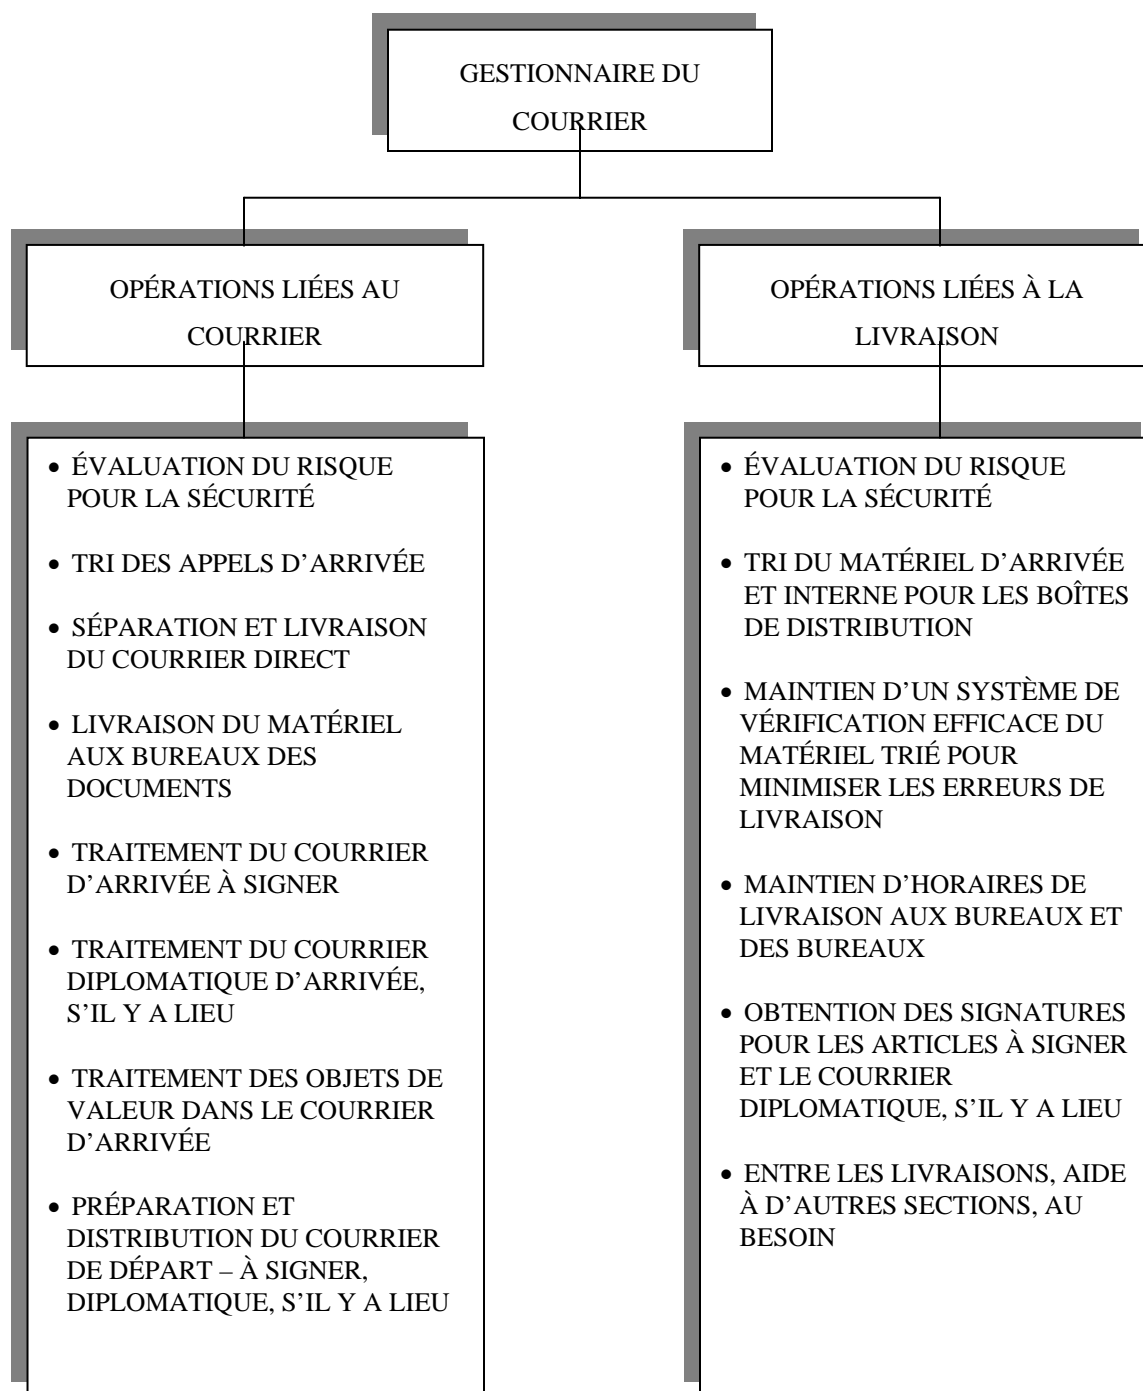 GESTIONNAIRE DU
COURRIER
OPÉRATIONS LIÉES AU
COURRIER
OPÉRATIONS LIÉES À LA
LIVRAISON
• ÉVALUATION DU RISQUE
POUR LA SÉCURITÉ
• TRI DES APPELS D’ARRIVÉE
• SÉPARATION ET LIVRAISON
DU COURRIER DIRECT
• LIVRAISON DU MATÉRIEL
AUX BUREAUX DES
DOCUMENTS
• TRAITEMENT DU COURRIER
D’ARRIVÉE À SIGNER
• TRAITEMENT DU COURRIER
DIPLOMATIQUE D’ARRIVÉE,
S’IL Y A LIEU
• TRAITEMENT DES OBJETS DE
VALEUR DANS LE COURRIER
D’ARRIVÉE
• PRÉPARATION ET
DISTRIBUTION DU COURRIER
DE DÉPART – À SIGNER,
DIPLOMATIQUE, S’IL Y A LIEU
• ÉVALUATION DU RISQUE
POUR LA SÉCURITÉ
• TRI DU MATÉRIEL D’ARRIVÉE
ET INTERNE POUR LES BOÎTES
DE DISTRIBUTION
• MAINTIEN D’UN SYSTÈME DE
VÉRIFICATION EFFICACE DU
MATÉRIEL TRIÉ POUR
MINIMISER LES ERREURS DE
LIVRAISON
• MAINTIEN D’HORAIRES DE
LIVRAISON AUX BUREAUX ET
DES BUREAUX
• OBTENTION DES SIGNATURES
POUR LES ARTICLES À SIGNER
ET LE COURRIER
DIPLOMATIQUE, S’IL Y A LIEU
• ENTRE LES LIVRAISONS, AIDE
À D’AUTRES SECTIONS, AU
BESOIN